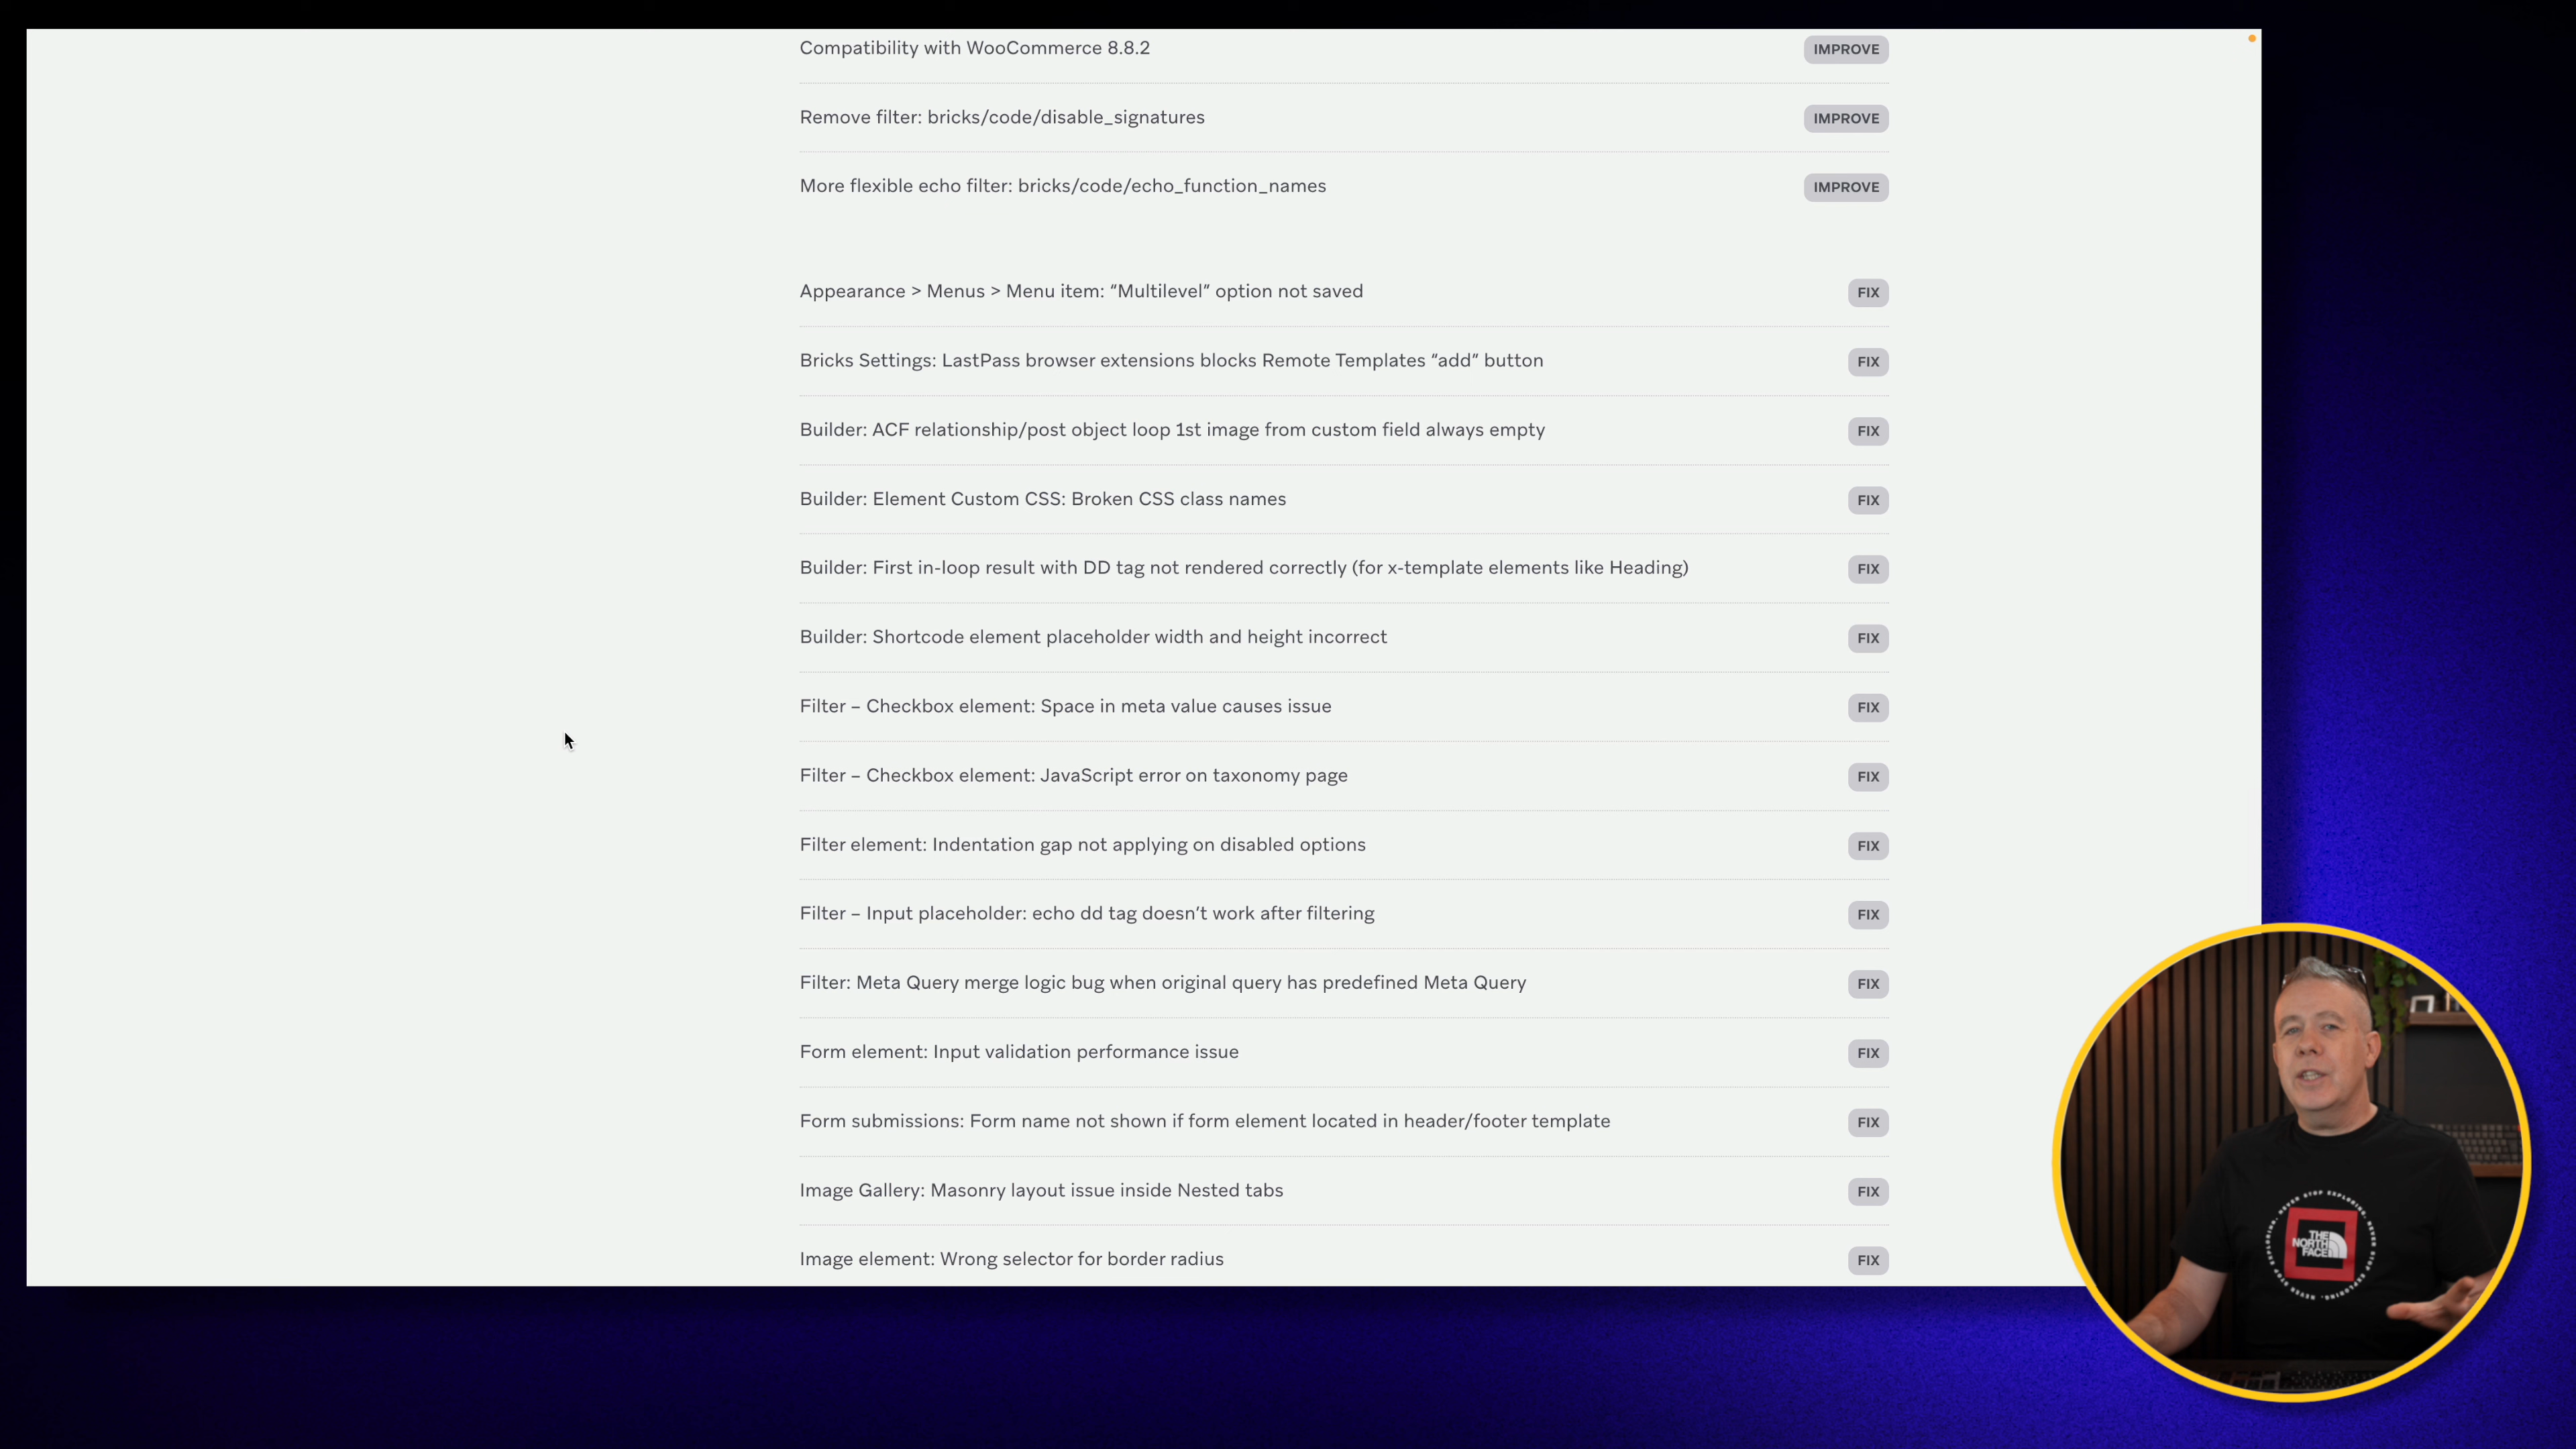 Compatibility with WooCommerce 8.8.2 IMPROVE
Remove filter: bricks/code/disable_signatures IMPROVE
More flexible echo filter: bricks/code/echo_function_names IMPROVE
Appearance > Menus > Menu item: “Multilevel” option not saved FIX
Bricks Settings: LastPass browser extensions blocks Remote Templates “add” button FIX
Builder: ACF relationship/post object loop 1st image from custom field always empty FIX
Builder: Element Custom CSS: Broken CSS class names FIX
Builder: First in-loop result with DD tag not rendered correctly (for x-template elements like Heading) FIX
Builder: Shortcode element placeholder width and height incorrect FIX
Filter – Checkbox element: Space in meta value causes issue FIX
Filter – Checkbox element: JavaScript error on taxonomy page FIX
Filter element: Indentation gap not applying on disabled options FIX
Filter – Input placeholder: echo dd tag doesn’t work after filtering FIX
Filter: Meta Query merge logic bug when original query has predefined Meta Query FIX
Form element: Input validation performance issue FIX
Form submissions: Form name not shown if form element located in header/footer template FIX
Image Gallery: Masonry layout issue inside Nested tabs FIX
Image element: Wrong selector for border radius FIX
NEVER STOP EXPLORING
THE
NORTH
FACE